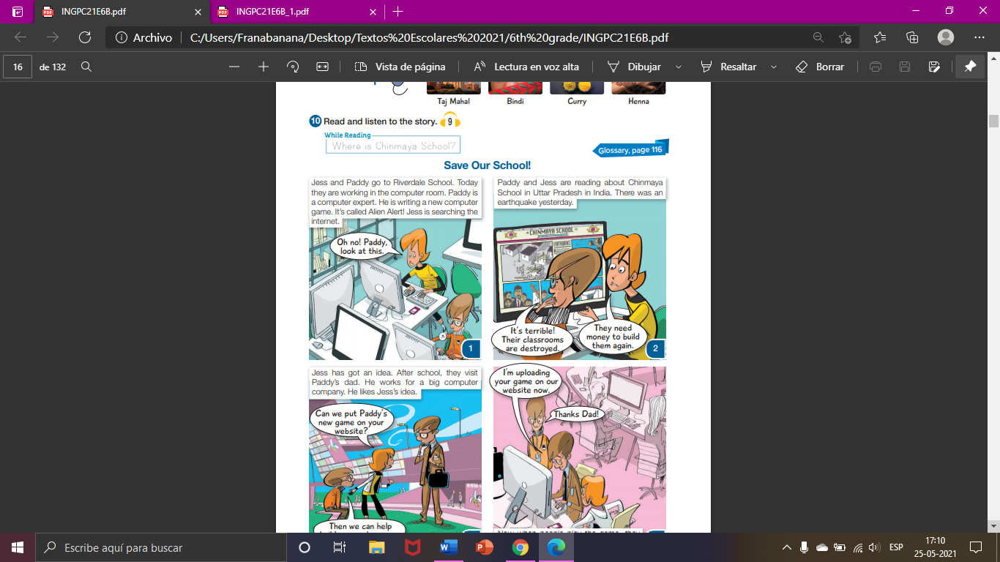 INGPC21E6B.pdf
INGPC21E6B_1.pdf
Archivo
C:/Users/Franabanana/Desktop/Textos%20Escolares%202021/6th%20grade/INGPC21E6B.pdf
16
de 132
Vista de página
Lectura en voz alta
Dibujar
Resaltar
Borrar
Taj Mahal
Bindi
Curry
Henna
10 Read and listen to the story. 9
While Reading
Where is Chinmaya School?
Glossary, page 116
Save Our School!
Jess and Paddy go to Riverdale School. Today
they are working in the computer room. Paddy is
a computer expert. He is writing a new computer
game. It's called Alien Alert! Jess is searching the
internet.
Oh no! Paddy,
look at this.
1
Paddy and Jess are reading about Chinmaya
School in Uttar Pradesh in India. There was an
earthquake yesterday.
CHINMAYA SCHOOL
EARTHQUAKE
It's terrible!
Their classrooms
are destroyed.
They need
money to build
them again.
2
Jess has got an idea. After school, they visit
Paddy's dad. He works for a big computer
company. He likes Jess's idea.
Can we put Paddy's
new game on your
website?
Then we can help
I'm uploading
your game on our
website now.
Thanks Dad!
Now when people play the game, they
Escribe aquí para buscar
ESP
17:10
25-05-2021